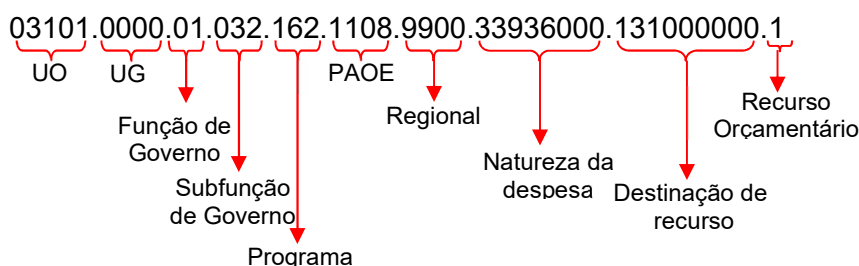 03101.0000.01.032.162.1108.9900.33936000.131000000.1
UO UG PAOE
Função de
Governo
Subfunção
de Governo
Programa
Regional
Natureza da
despesa
Destinação de
recurso
Recurso
Orçamentário